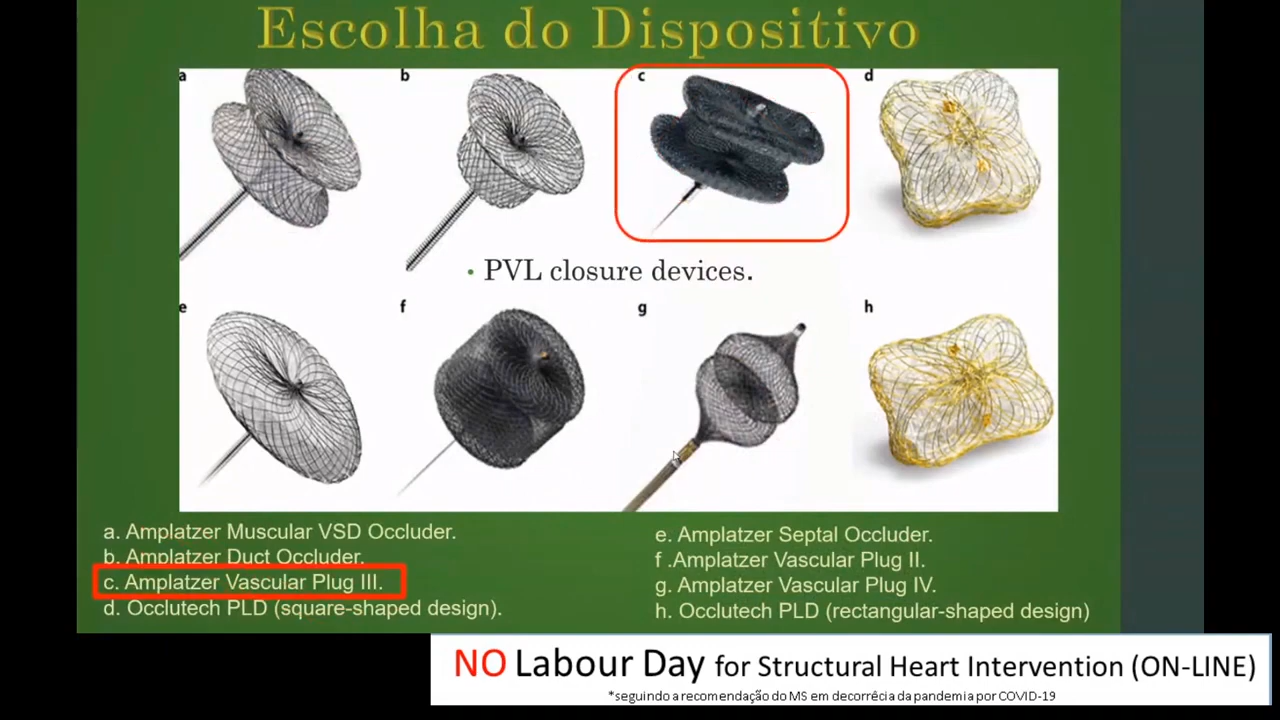 Escolha do Dispositivo
a
b
c
d
• PVL closure devices.
e
f
g
h
a. Amplatzer Muscular VSD Occluder.
b. Amplatzer Duct Occluder.
c. Amplatzer Vascular Plug III.
d. Occlutech PLD (square-shaped design).
e. Amplatzer Septal Occluder.
f .Amplatzer Vascular Plug II.
g. Amplatzer Vascular Plug IV.
h. Occlutech PLD (rectangular-shaped design)
NO Labour Day for Structural Heart Intervention (ON-LINE)
*seguindo a recomendação do MS em decorrêcia da pandemia por COVID-19